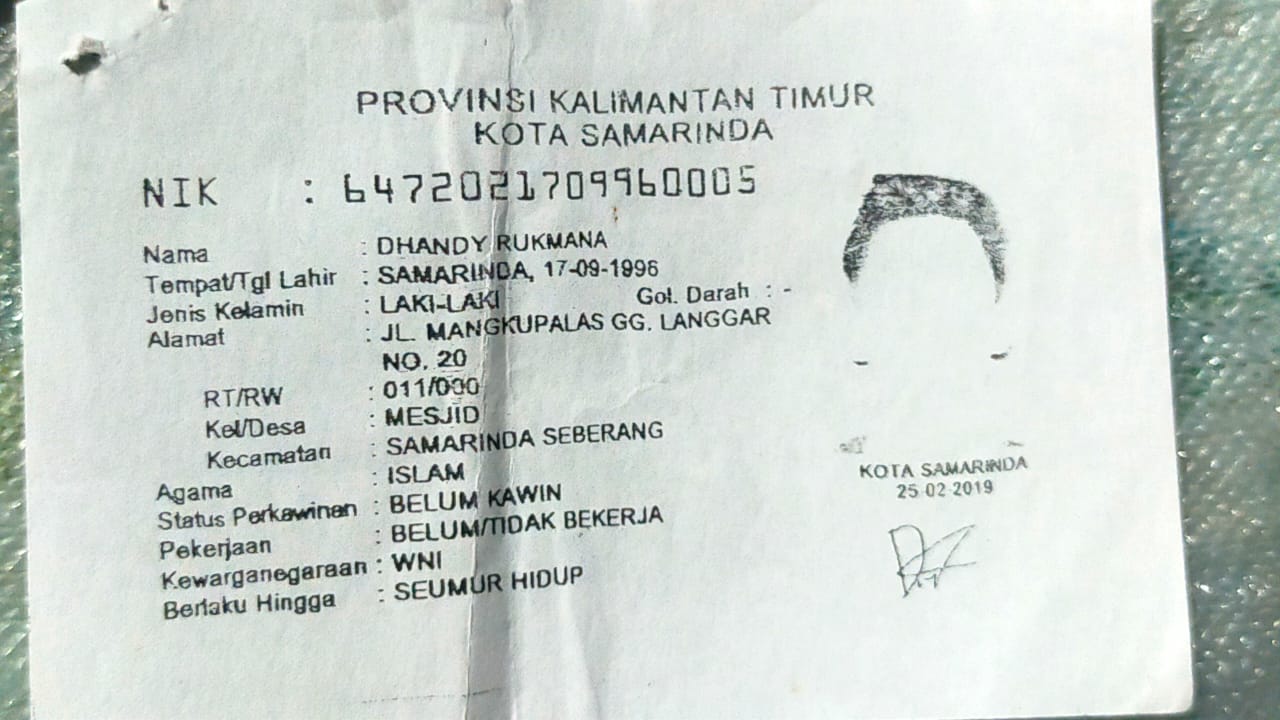 PROVINSI KALIMANTAN TIMUR
KOTA SAMARINDA
NIK : 6472021709960005
Nama : DHANDY RUKMANA
Tempat/Tgl Lahir : SAMARINDA, 17-09-1996
Jenis Kelamin : LAKI-LAKI Gol. Darah : -
Alamat : JL. MANGKUPALAS GG. LANGGAR
NO. 20
RT/RW : 011/000
Kel/Desa : MESJID
Kecamatan : SAMARINDA SEBERANG
Agama : ISLAM
Status Perkawinan : BELUM KAWIN
Pekerjaan : BELUM/TIDAK BEKERJA
Kewarganegaraan : WNI
Berlaku Hingga : SEUMUR HIDUP
KOTA SAMARINDA
25 02 2019